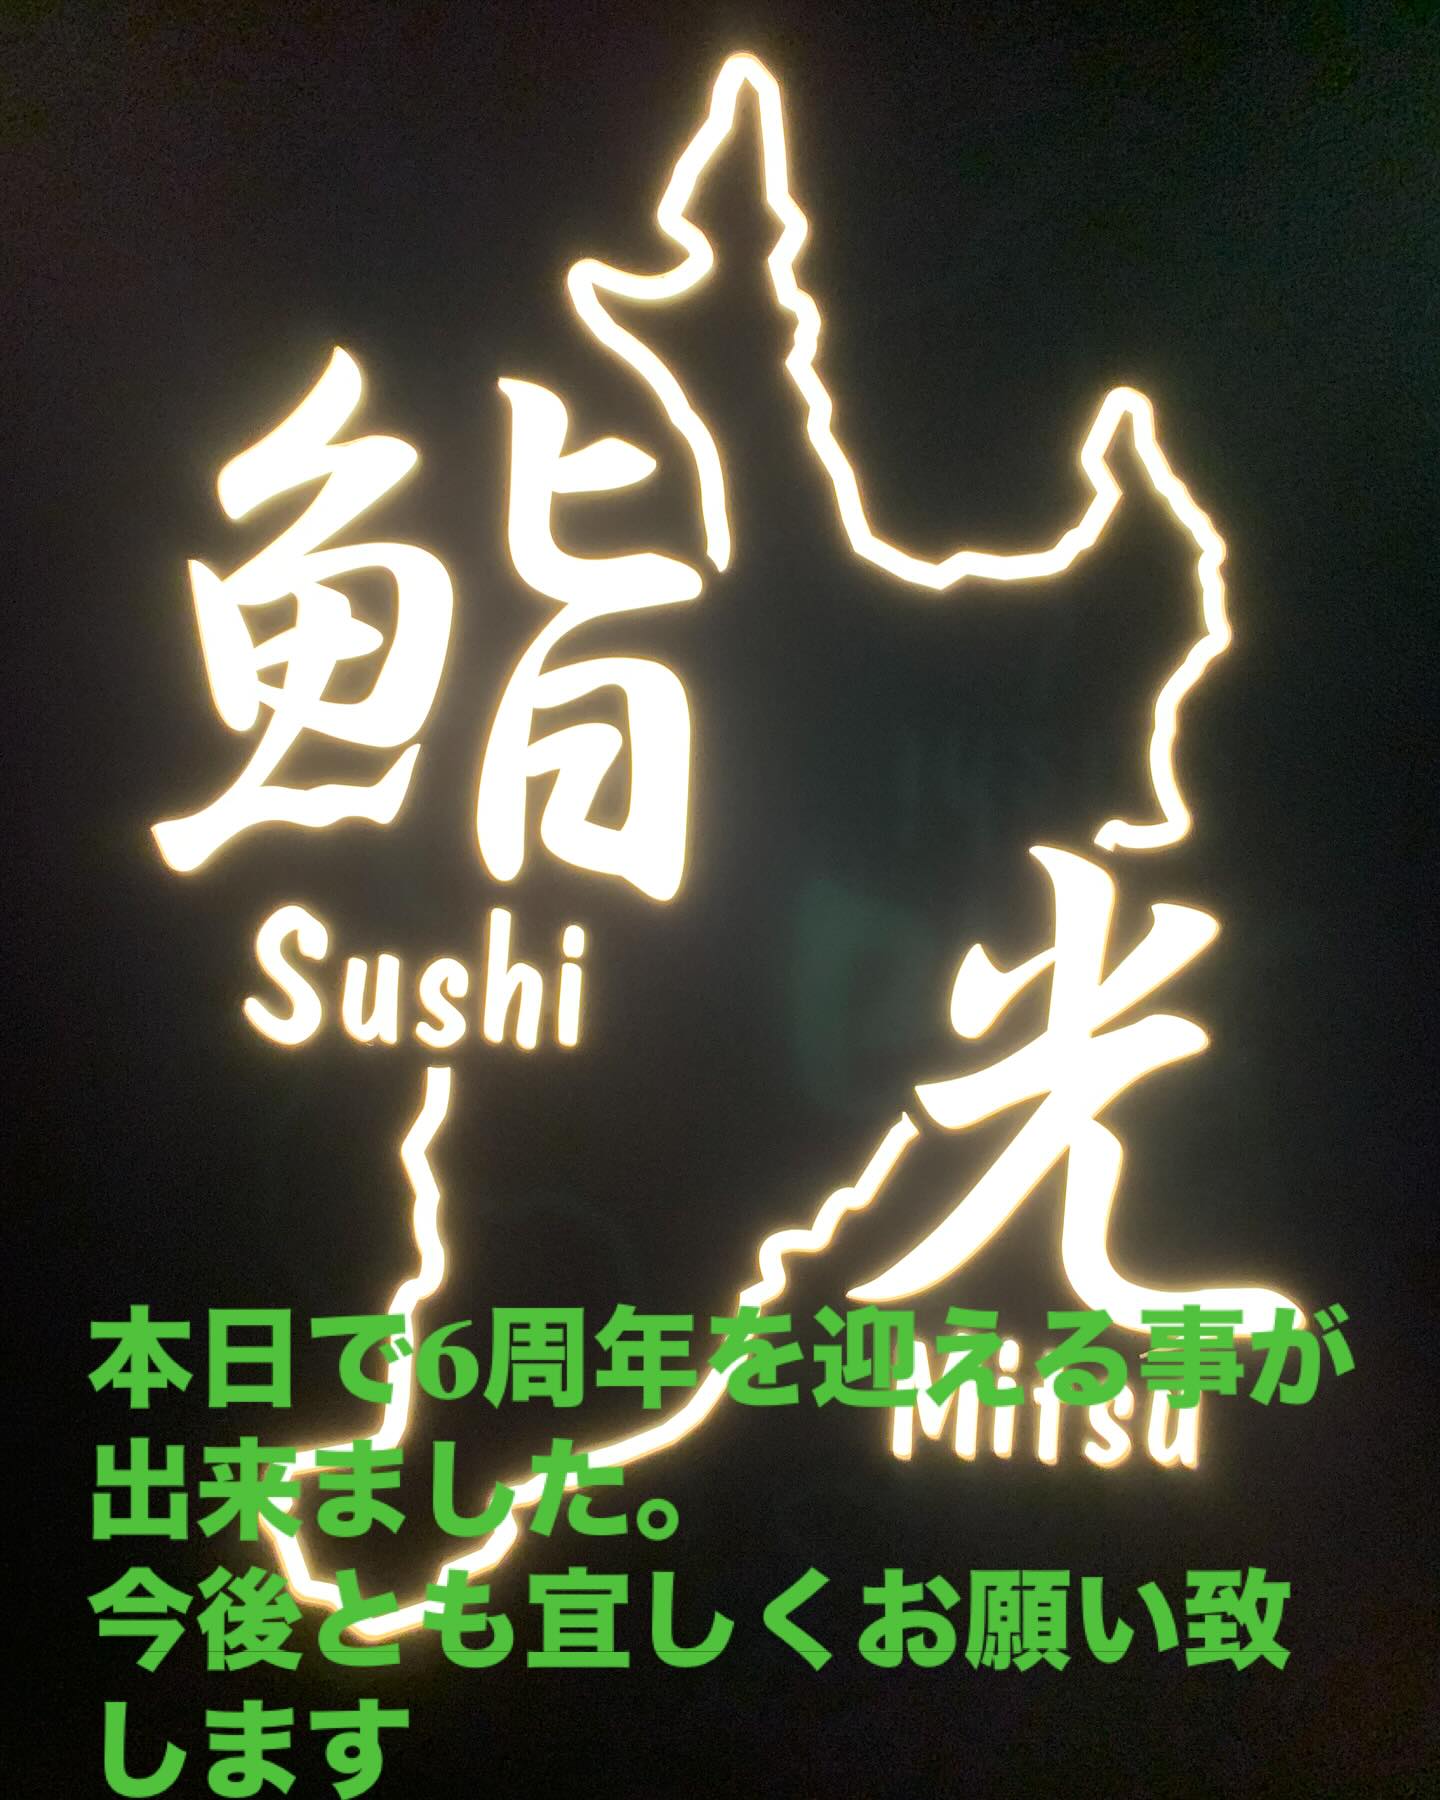 鮨
Sushi
光
Mitsu
本日で6周年を迎える事が
出来ました。
今後とも宜しくお願い致
します